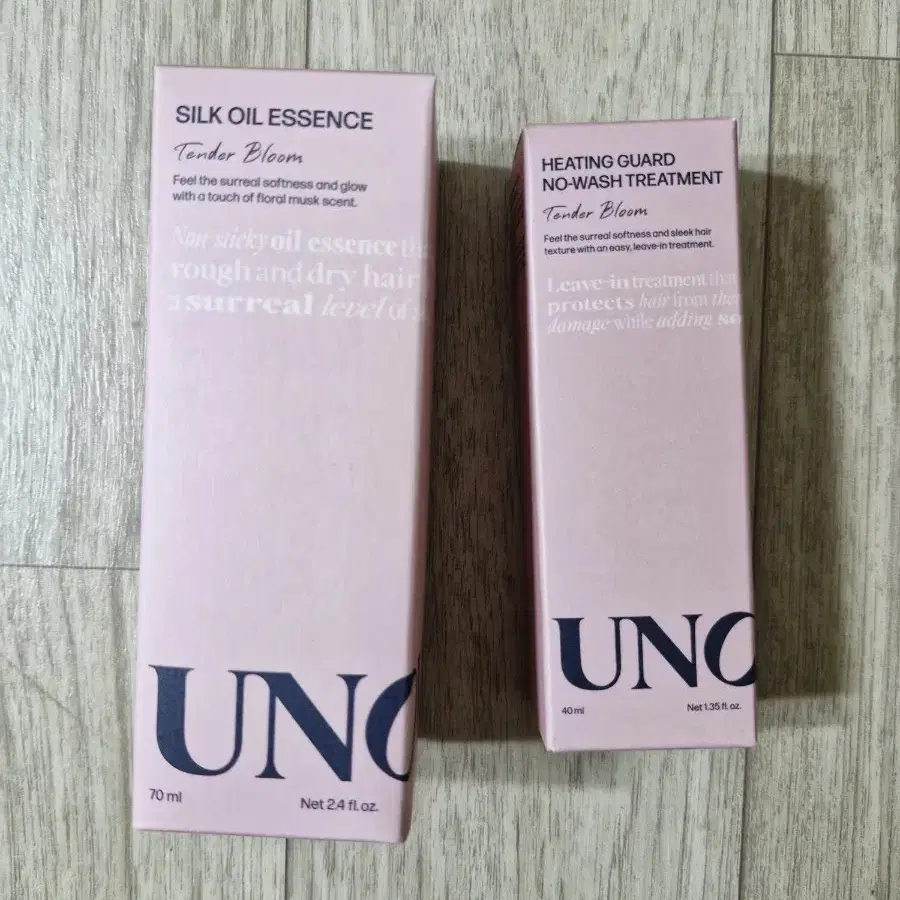 SILK OIL ESSENCE
Tender Bloom
Feel the surreal softness and glow
with a touch of floral musk scent.
Non sticky oil essence
rough and dry hair
a surreal level of
UNO
70 ml
Net 2.4 fl. oz.
HEATING GUARD
NO-WASH TREATMENT
Tender Bloom
Feel the surreal softness and sleek hair
texture with an easy, leave-in treatment.
Leave-in treatment that
protects hair from
damage while adding
UNO
40 ml
Net 1.35 fl. oz.